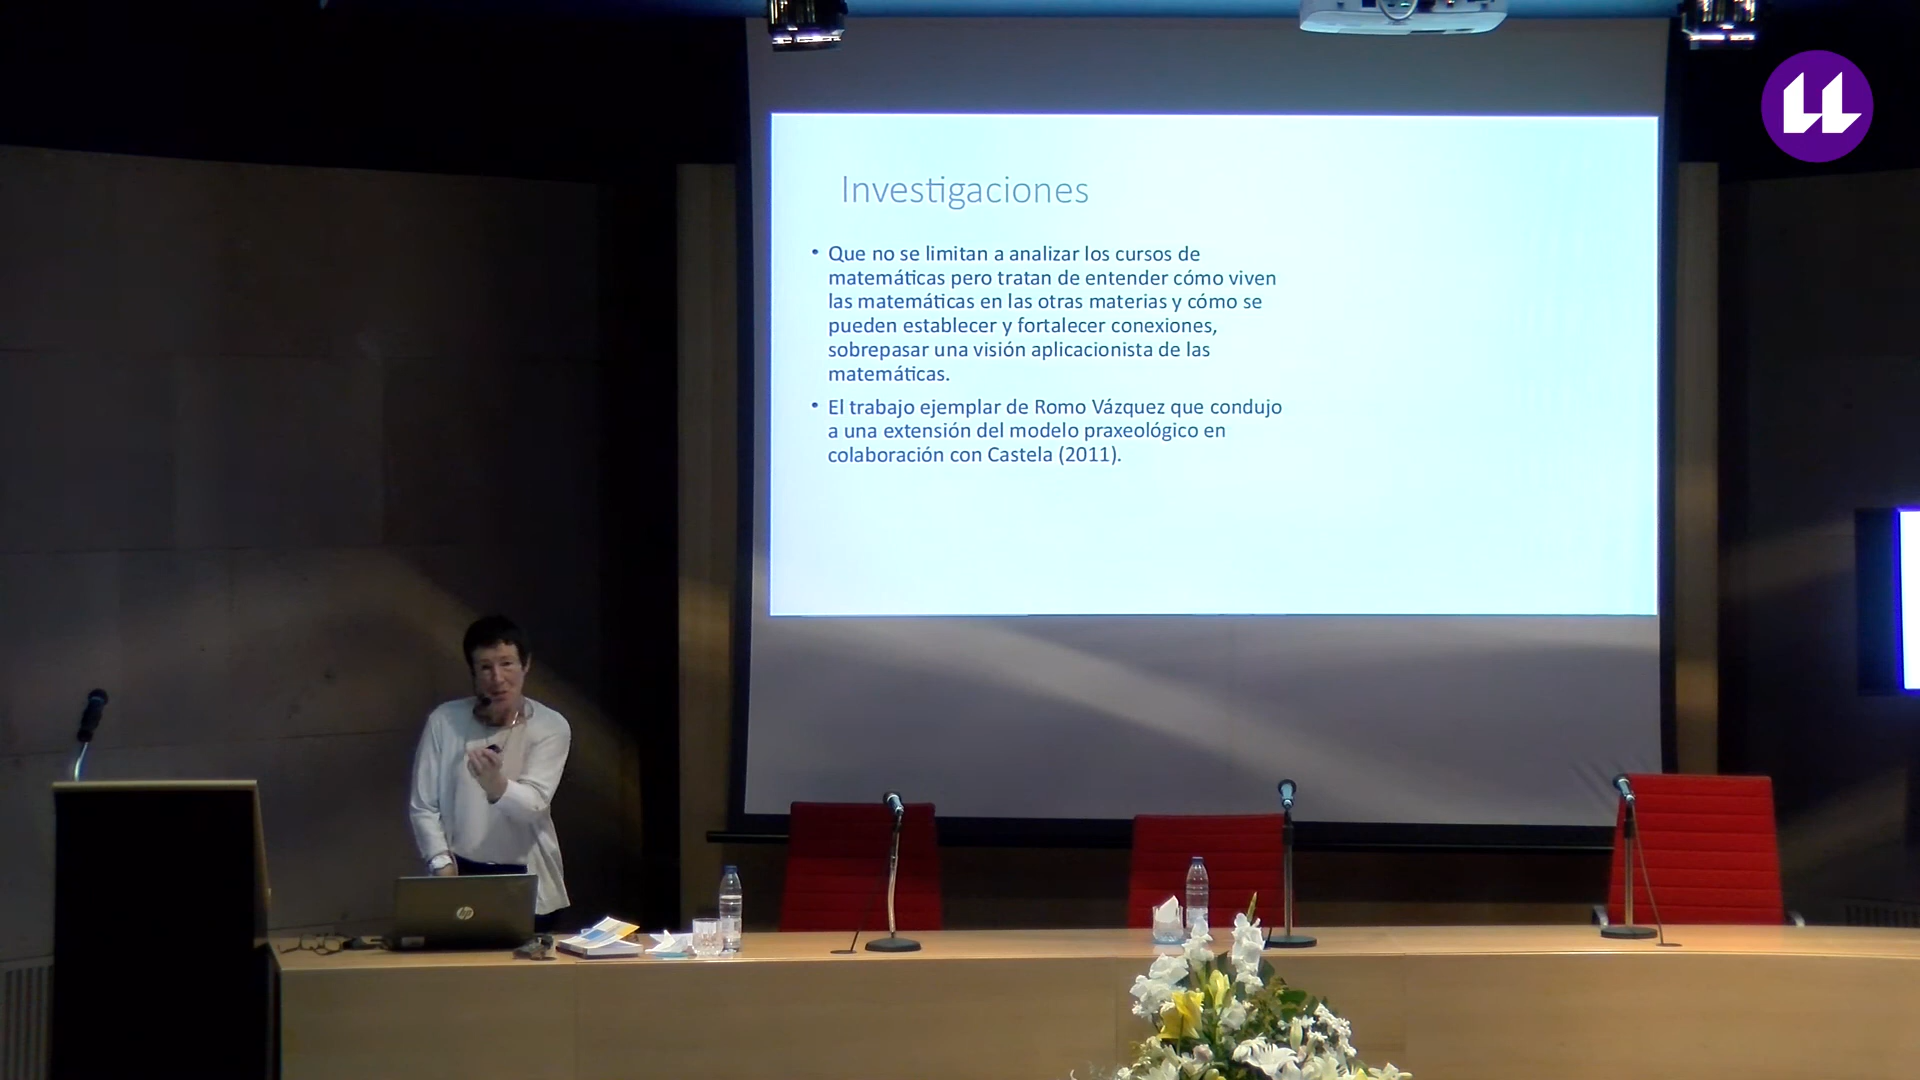 Investigaciones
• Que no se limitan a analizar los cursos de
matemáticas pero tratan de entender cómo viven
las matemáticas en las otras materias y cómo se
pueden establecer y fortalecer conexiones,
sobrepasar una visión aplicacionista de las
matemáticas.
• El trabajo ejemplar de Romo Vázquez que condujo
a una extensión del modelo praxeológico en
colaboración con Castela (2011).
hp